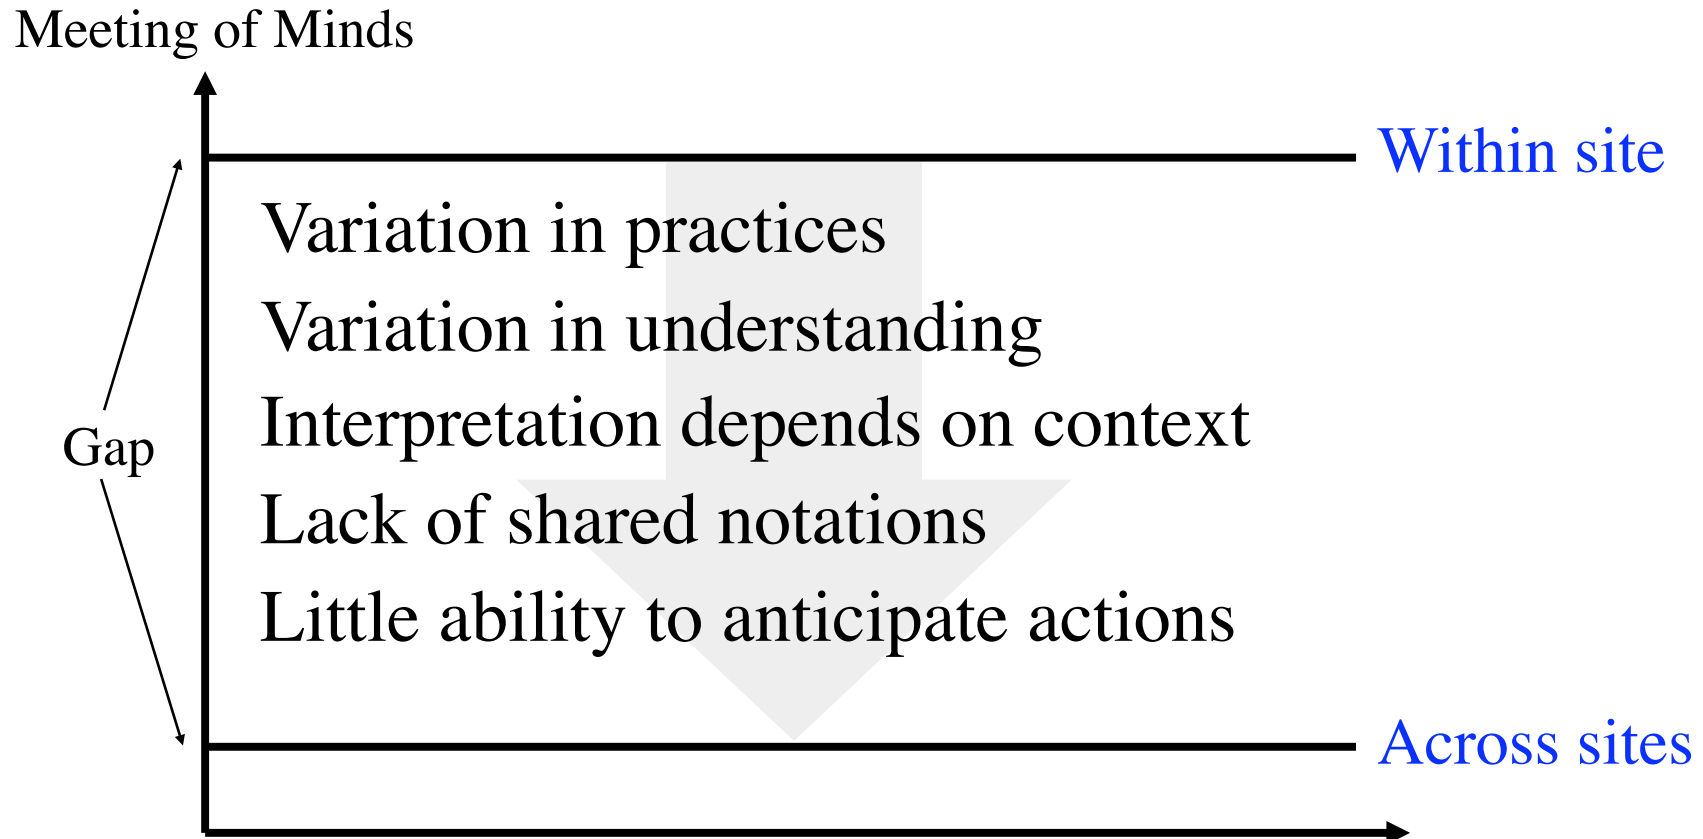 Meeting of Minds
Within site
Variation in practices
Variation in understanding
Interpretation depends on context
Gap
Lack of shared notations
Little ability to anticipate actions
Across sites